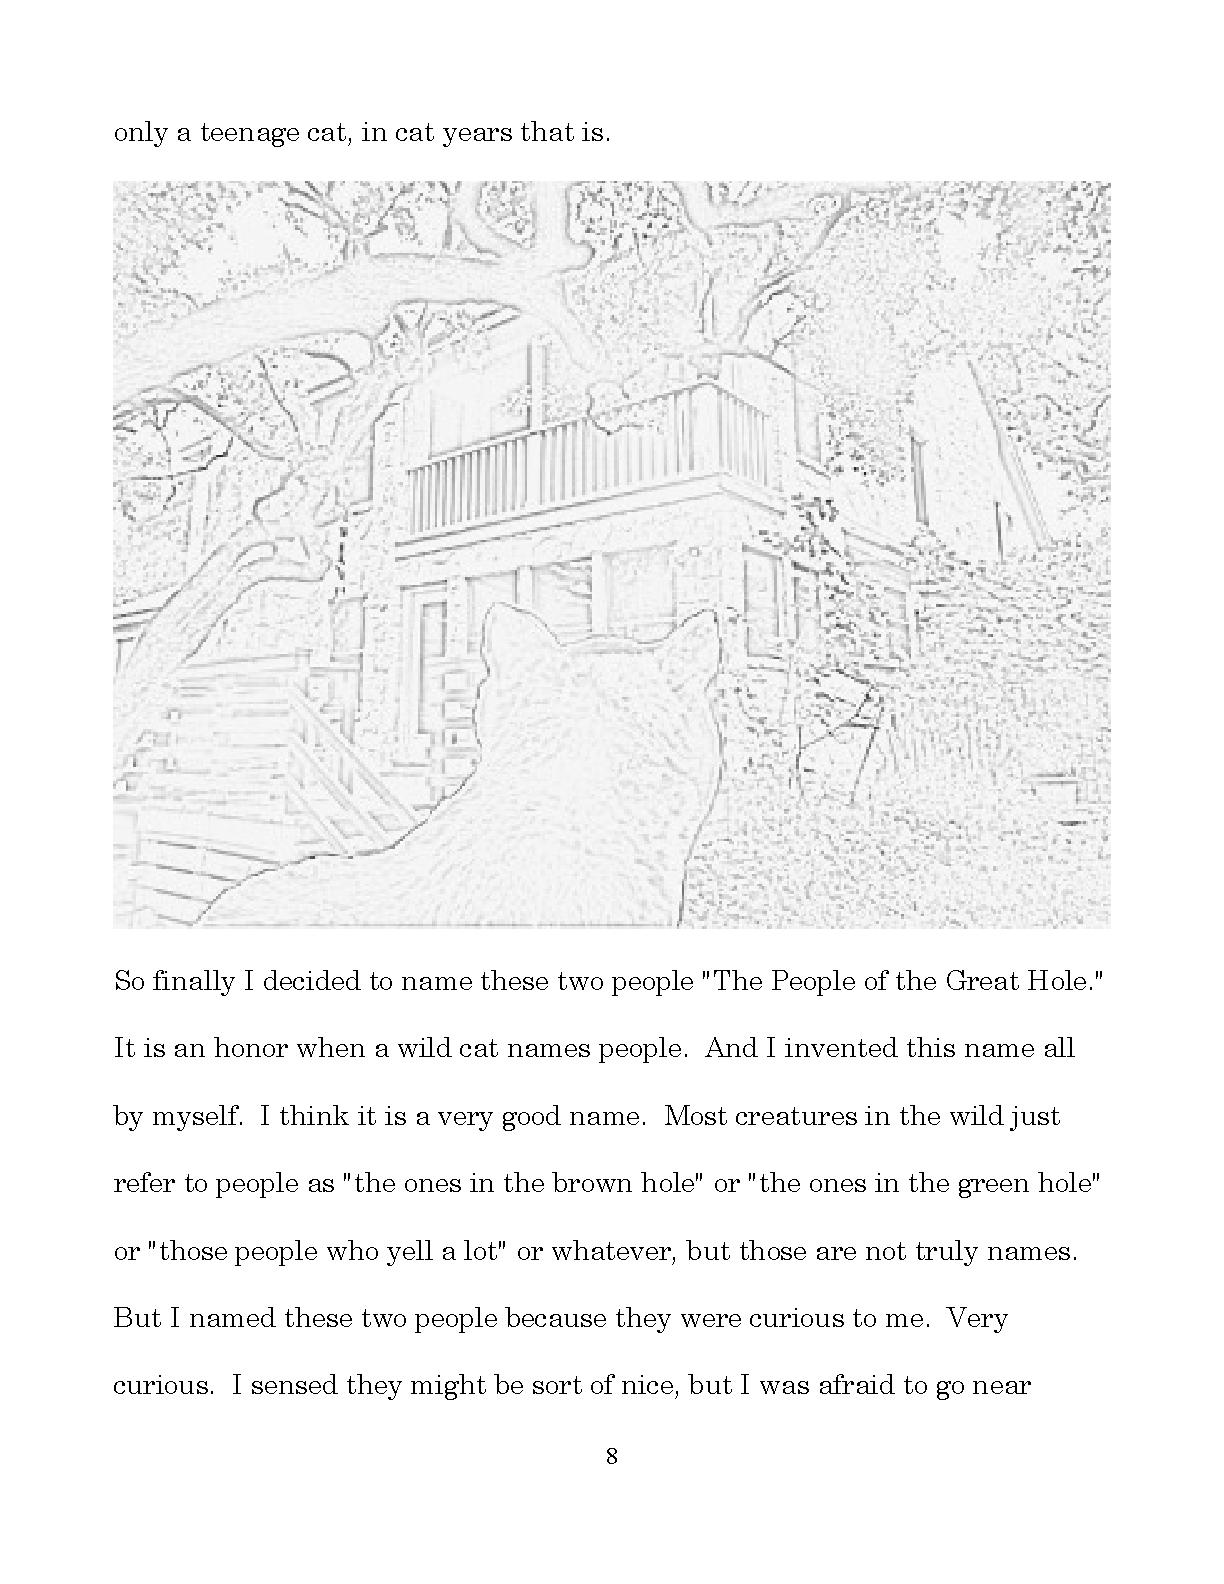 only a teenage cat, in cat years that is.
So finally I decided to name these two people "The People of the Great Hole."
It is an honor when a wild cat names people.  And I invented this name all
by myself.  I think it is a very good name.  Most creatures in the wild just
refer to people as "the ones in the brown hole" or "the ones in the green hole"
or "those people who yell a lot" or whatever, but those are not truly names.
But I named these two people because they were curious to me.  Very
curious.  I sensed they might be sort of nice, but I was afraid to go near
8